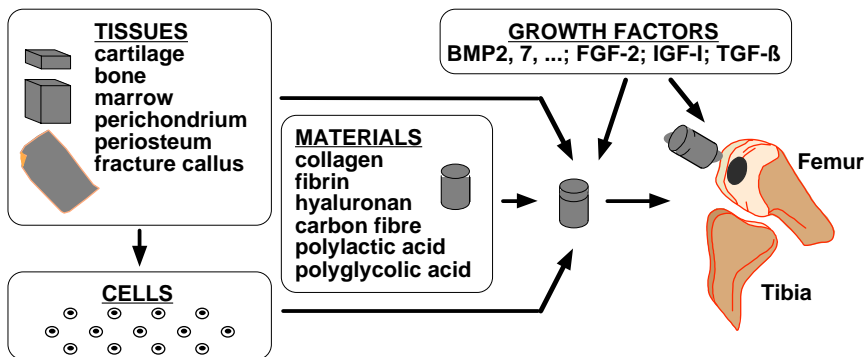 TISSUES
cartilage
bone
marrow
perichondrium
periosteum
fracture callus
GROWTH FACTORS
BMP2, 7, ...; FGF-2; IGF-I; TGF-ß
MATERIALS
collagen
fibrin
hyaluronan
carbon fibre
polylactic acid
polyglycolic acid
Femur
Tibia
CELLS